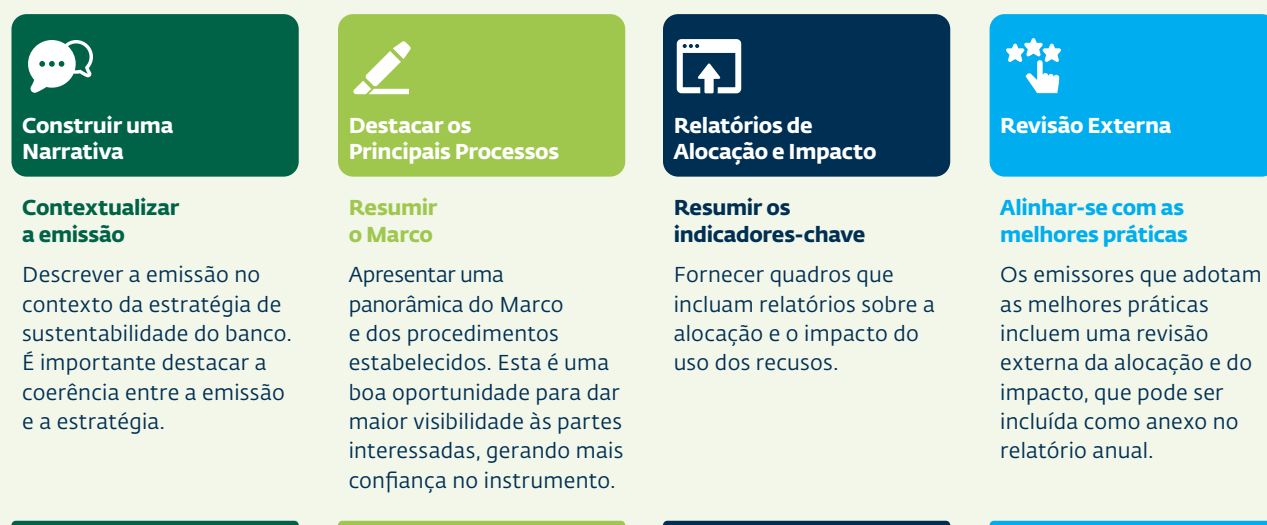 Construir uma
Narrativa
Contextualizar
a emissão
Descrever a emissão no
contexto da estratégia de
sustentabilidade do banco.
É importante destacar a
coerência entre a emissão
e a estratégia.
Destacar os
Principais Processos
Resumir
o Marco
Apresentar uma
panorâmica do Marco
e dos procedimentos
estabelecidos. Esta é uma
boa oportunidade para dar
maior visibilidade às partes
interessadas, gerando mais
confiança no instrumento.
Relatórios de
Alocação e Impacto
Resumir os
indicadores-chave
Fornecer quadros que
incluam relatórios sobre a
alocação e o impacto do
uso dos recusos.
Revisão Externa
Alinhar-se com as
melhores práticas
Os emissores que adotam
as melhores práticas
incluem uma revisão
externa da alocação e do
impacto, que pode ser
incluída como anexo no
relatório anual.